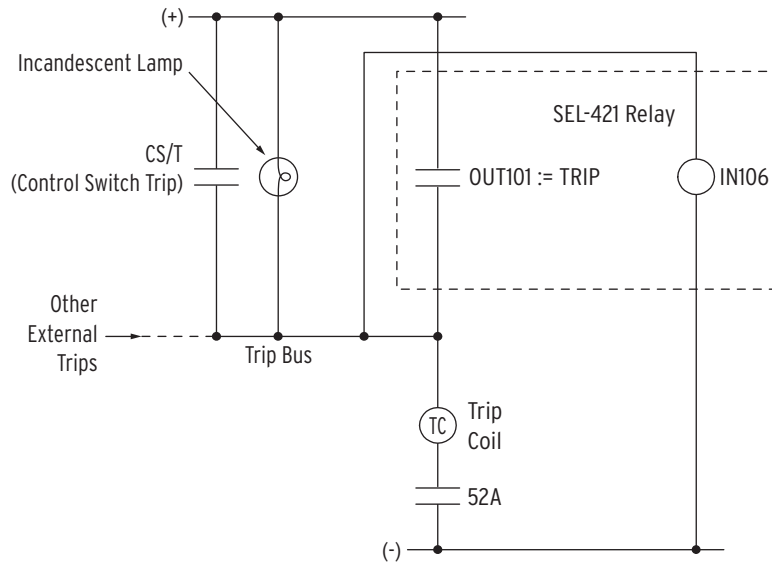 (+)
Incandescent Lamp
CS/T
(Control Switch Trip)
SEL-421 Relay
OUT101 := TRIP
IN106
Other
External
Trips
Trip Bus
TC
Trip
Coil
52A
(-)